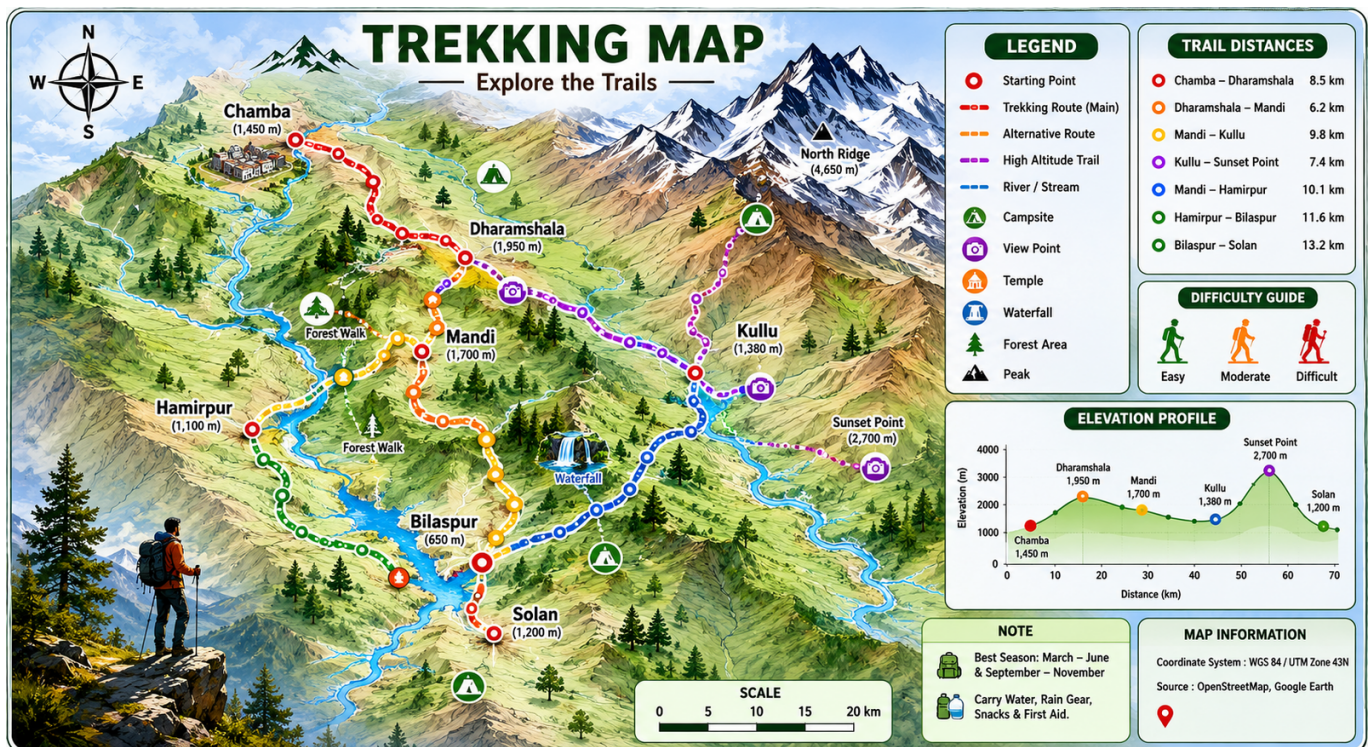 TREKKING MAP
Explore the Trails
N
W
E
S
Chamba
(1,450 m)
North Ridge
(4,650 m)
Dharamshala
(1,950 m)
Forest Walk
Mandi
(1,700 m)
Kullu
(1,380 m)
Hamirpur
(1,100 m)
Forest Walk
Sunset Point
(2,700 m)
Waterfall
Bilaspur
(650 m)
Solan
(1,200 m)
SCALE
0 5 10 15 20 km
LEGEND
Starting Point
Trekking Route (Main)
Alternative Route
High Altitude Trail
River / Stream
Campsite
View Point
Temple
Waterfall
Forest Area
Peak
TRAIL DISTANCES
Chamba – Dharamshala 8.5 km
Dharamshala – Mandi 6.2 km
Mandi – Kullu 9.8 km
Kullu – Sunset Point 7.4 km
Mandi – Hamirpur 10.1 km
Hamirpur – Bilaspur 11.6 km
Bilaspur – Solan 13.2 km
DIFFICULTY GUIDE
Easy Moderate Difficult
ELEVATION PROFILE
Elevation (m)
4000
3000
2000
1000
0
Chamba
1,450 m
Dharamshala
1,950 m
Mandi
1,700 m
Kullu
1,380 m
Sunset Point
2,700 m
Solan
1,200 m
0 10 20 30 40 50 60 70
Distance (km)
NOTE
Best Season: March – June
& September – November
Carry Water, Rain Gear,
Snacks & First Aid.
MAP INFORMATION
Coordinate System : WGS 84 / UTM Zone 43N
Source : OpenStreetMap, Google Earth